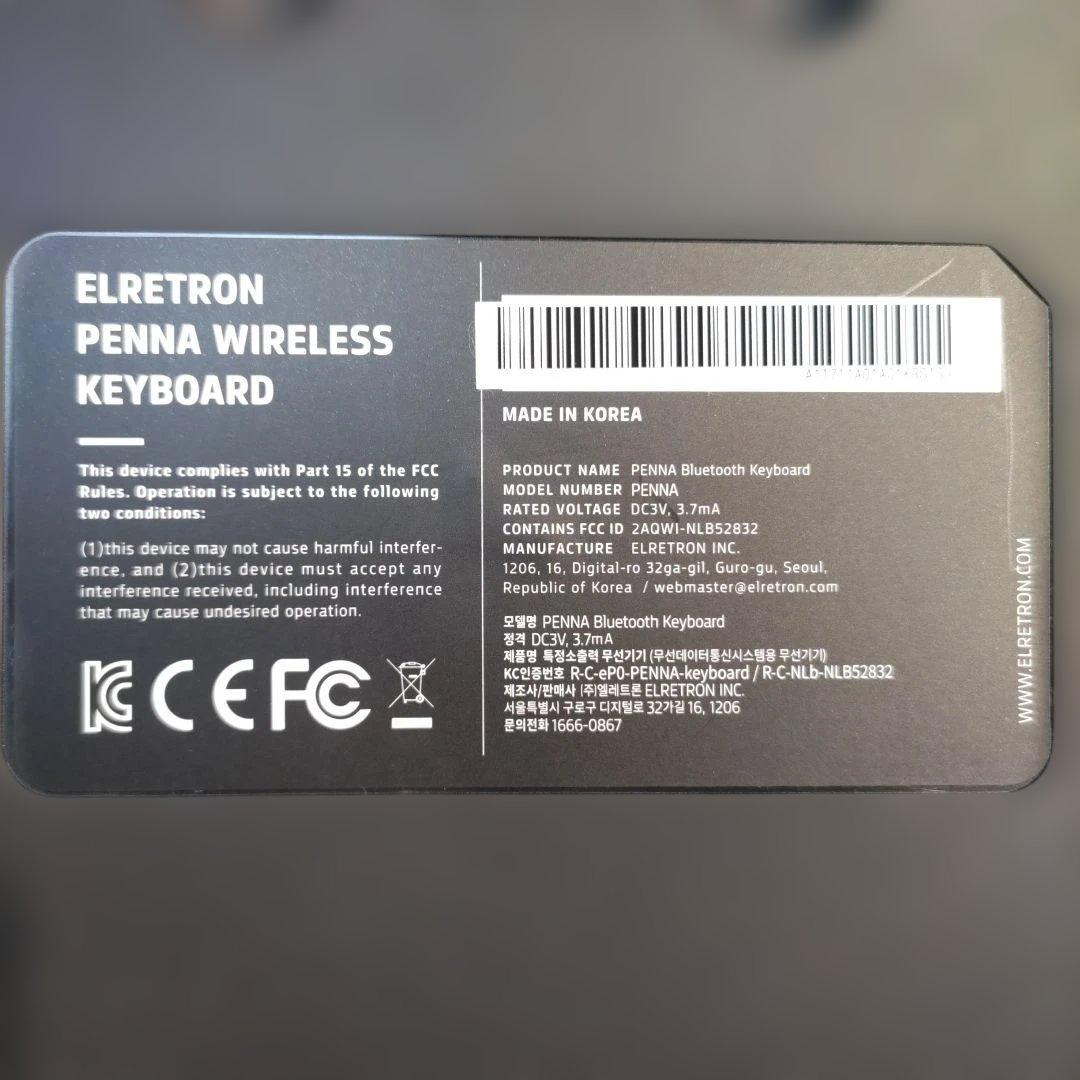 ELRETRON
PENNA WIRELESS
KEYBOARD
This device complies with Part 15 of the FCC
Rules. Operation is subject to the following
two conditions:
(1)this device may not cause harmful interfer-
ence, and (2)this device must accept any
interference received, including interference
that may cause undesired operation.
KC CE FC
MADE IN KOREA
PRODUCT NAME PENNA Bluetooth Keyboard
MODEL NUMBER PENNA
RATED VOLTAGE DC3V, 3.7mA
CONTAINS FCC ID 2AQWI-NLB52832
MANUFACTURE ELRETRON INC.
1206, 16, Digital-ro 32ga-gil, Guro-gu, Seoul,
Republic of Korea / webmaster@elretron.com
모델명 PENNA Bluetooth Keyboard
정격 DC3V, 3.7mA
제품명 특정소출력 무선기기 (무선데이터통신시스템용 무선기기)
KC인증번호 R-C-eP0-PENNA-keyboard / R-C-NLb-NLB52832
제조사/판매사 (주)엘레트론 ELRETRON INC.
서울특별시 구로구 디지털로 32가길 16, 1206
문의전화 1666-0867
WWW.ELRETRON.COM